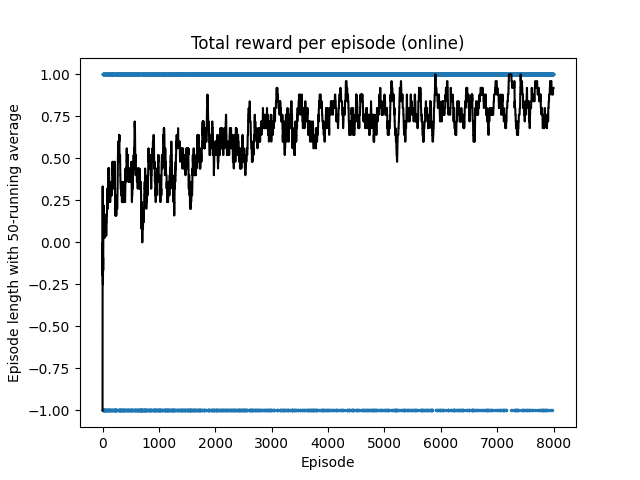 Total reward per episode (online)
Episode length with 50-running average
1.00
0.75
0.50
0.25
0.00
−0.25
−0.50
−0.75
−1.00
0 1000 2000 3000 4000 5000 6000 7000 8000
Episode